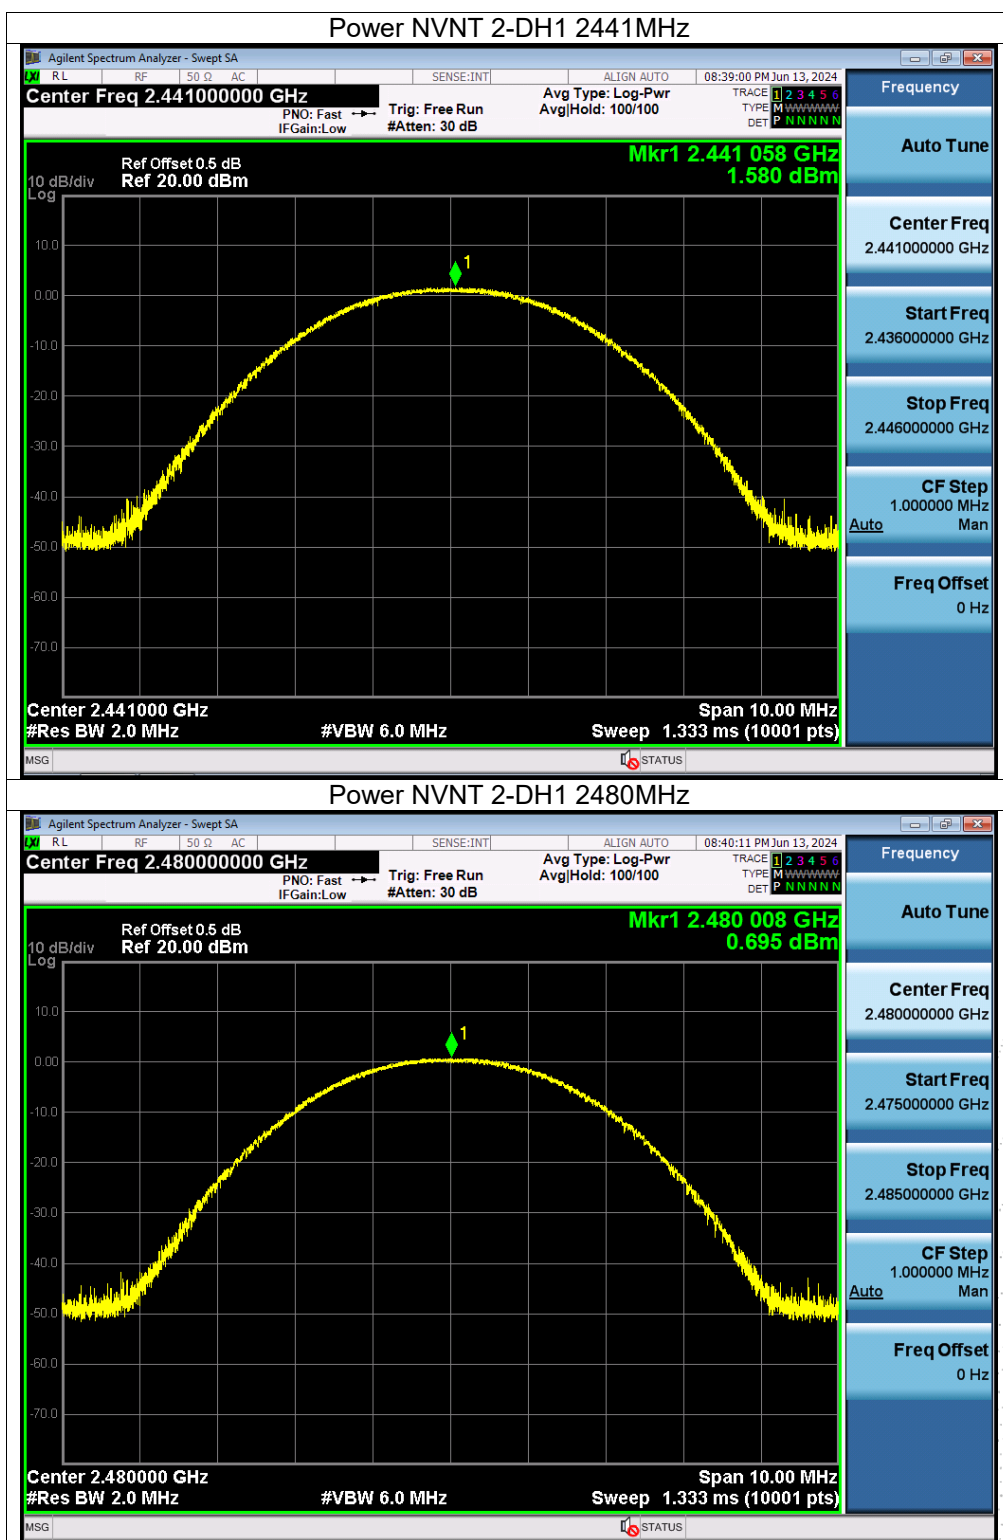 Power NVNT 2-DH1 2441MHz
Agilent Spectrum Analyzer - Swept SA
LXI RL RF 50 Ω AC SENSE:INT ALIGN AUTO 08:39:00 PM Jun 13, 2024
Center Freq 2.441000000 GHz
PNO: Fast
IFGain:Low
Trig: Free Run
#Atten: 30 dB
Avg Type: Log-Pwr
Avg|Hold: 100/100
TRACE 1 2 3 4 5 6
TYPE M WWWWW
DET P N N N N N
Ref Offset 0.5 dB
Ref 20.00 dBm
10 dB/div
Log
Mkr1 2.441 058 GHz
1.580 dBm
1
10.0
0.00
-10.0
-20.0
-30.0
-40.0
-50.0
-60.0
-70.0
Center 2.441000 GHz
Span 10.00 MHz
#Res BW 2.0 MHz
#VBW 6.0 MHz
Sweep 1.333 ms (10001 pts)
MSG
STATUS
Frequency
Auto Tune
Center Freq
2.441000000 GHz
Start Freq
2.436000000 GHz
Stop Freq
2.446000000 GHz
CF Step
1.000000 MHz
Auto Man
Freq Offset
0 Hz
Power NVNT 2-DH1 2480MHz
Agilent Spectrum Analyzer - Swept SA
LXI RL RF 50 Ω AC SENSE:INT ALIGN AUTO 08:40:11 PM Jun 13, 2024
Center Freq 2.480000000 GHz
PNO: Fast
IFGain:Low
Trig: Free Run
#Atten: 30 dB
Avg Type: Log-Pwr
Avg|Hold: 100/100
TRACE 1 2 3 4 5 6
TYPE M WWWWW
DET P N N N N N
Ref Offset 0.5 dB
Ref 20.00 dBm
10 dB/div
Log
Mkr1 2.480 008 GHz
0.695 dBm
1
10.0
0.00
-10.0
-20.0
-30.0
-40.0
-50.0
-60.0
-70.0
Center 2.480000 GHz
Span 10.00 MHz
#Res BW 2.0 MHz
#VBW 6.0 MHz
Sweep 1.333 ms (10001 pts)
MSG
STATUS
Frequency
Auto Tune
Center Freq
2.480000000 GHz
Start Freq
2.475000000 GHz
Stop Freq
2.485000000 GHz
CF Step
1.000000 MHz
Auto Man
Freq Offset
0 Hz